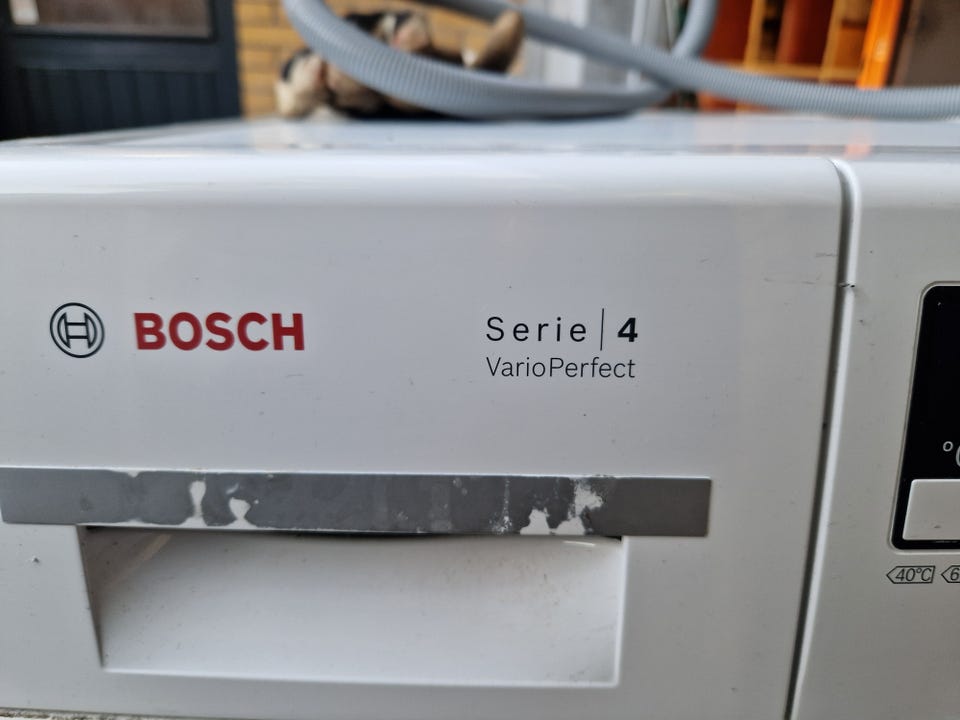 BOSCH
Serie | 4
VarioPerfect
40°C